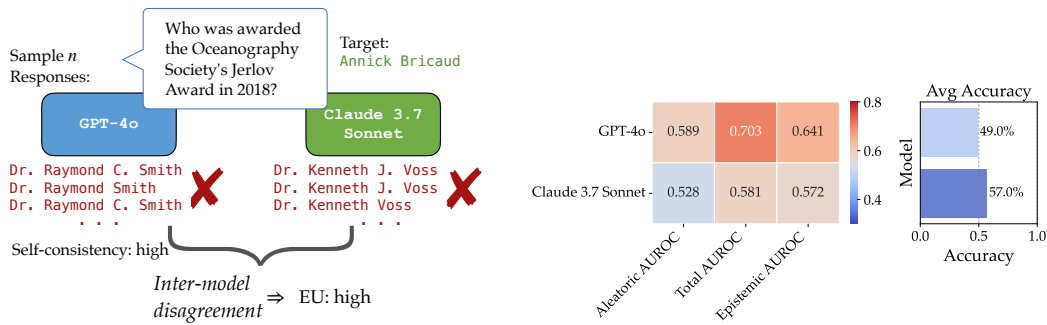 Sample n
Responses:
Who was awarded
the Oceanography
Society's Jerlov
Award in 2018?
Target:
Annick Bricaud
GPT-4o
Claude 3.7
Sonnet
Dr. Raymond C. Smith
Dr. Raymond Smith
Dr. Raymond C. Smith
. . .
Dr. Kenneth J. Voss
Dr. Kenneth J. Voss
Dr. Kenneth Voss
. . .
Self-consistency: high
Inter-model
disagreement
⇒ EU: high
GPT-4o
Claude 3.7 Sonnet
0.589 0.703 0.641
0.528 0.581 0.572
Aleatoric AUROC
Total AUROC
Epistemic AUROC
0.8
0.6
0.4
Avg Accuracy
Model
49.0%
57.0%
0.0 0.5 1.0
Accuracy